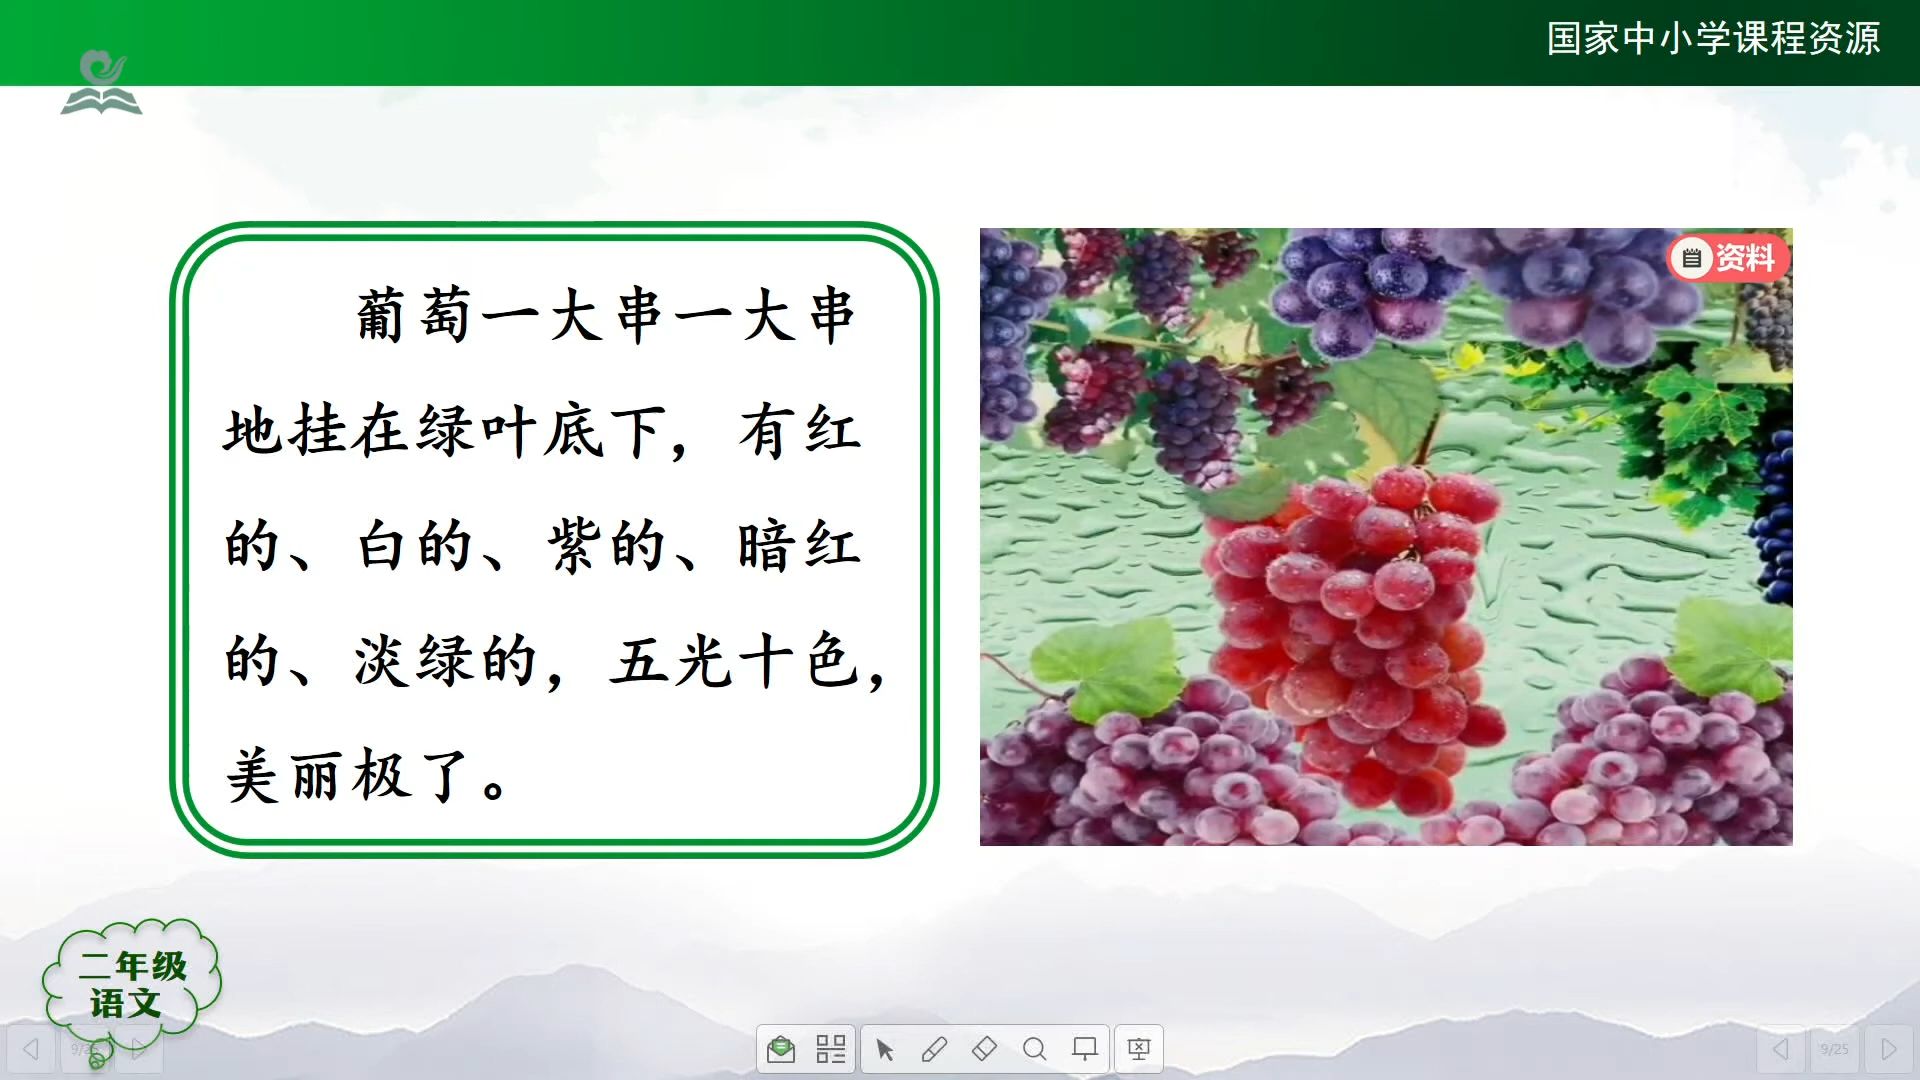 国家中小学课程资源
葡萄一大串一大串
地挂在绿叶底下，有红
的、白的、紫的、暗红
的、淡绿的，五光十色，
美丽极了。
资料
二年级
语文
9/25
9/25